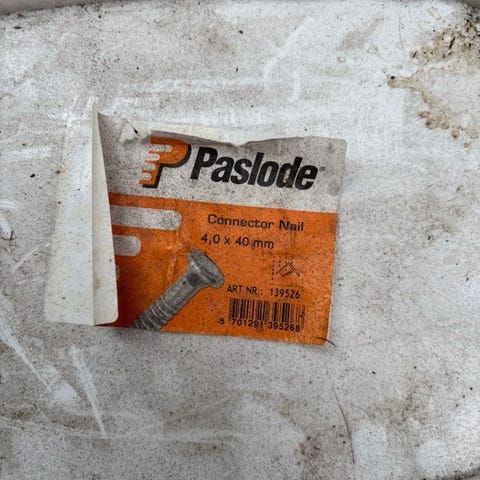 Paslode
Connector Nail
4,0 x 40 mm
ART NR.: 139526
5 701291 395268